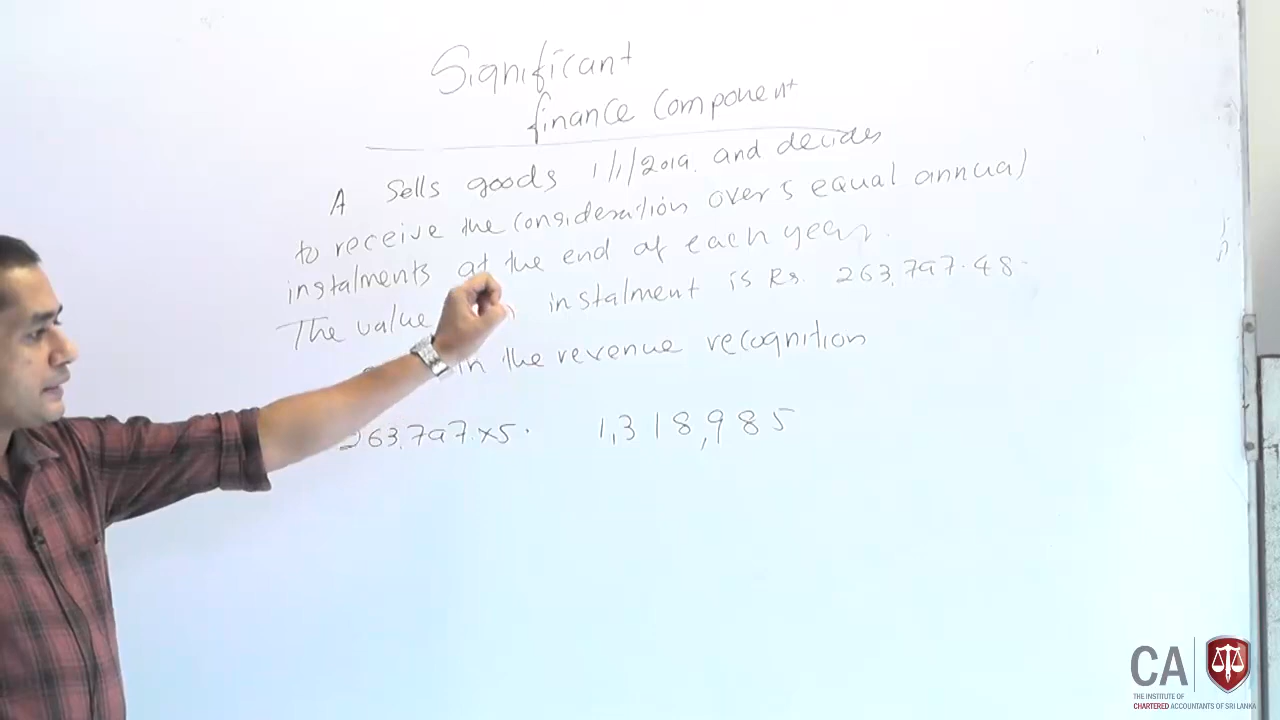 Significant
finance component
A sells goods 1/1/2019 and decides
to receive the consideration over 5 equal annual
instalments at the end of each year.
The value instalment is Rs. 263,797.48
in the revenue recognition
263,797 x5. 1,318,985
CA
THE INSTITUTE OF
CHARTERED ACCOUNTANTS OF SRI LANKA